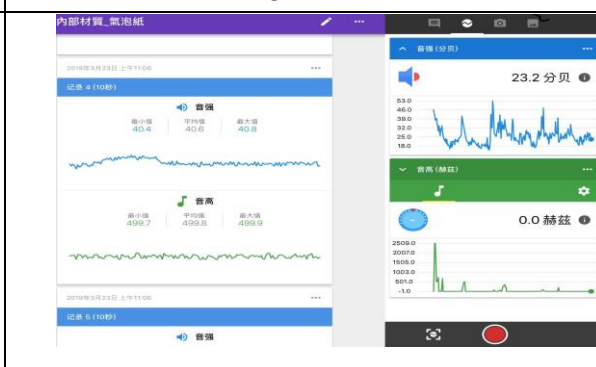 内部材質_氣泡紙
2019年3月23日 上午11:06
记录 4 (10秒)
音强
最小值 平均值 最大值
40.4 40.6 40.8
音高
最小值 平均值 最大值
499.7 499.8 499.9
2019年3月23日 上午11:06
记录 5 (10秒)
音强
音强 (分贝)
23.2 分贝
53.0
46.0
39.0
32.0
25.0
18.0
音高 (赫兹)
0.0 赫兹
2509.0
2007.0
1505.0
1003.0
501.0
-1.0